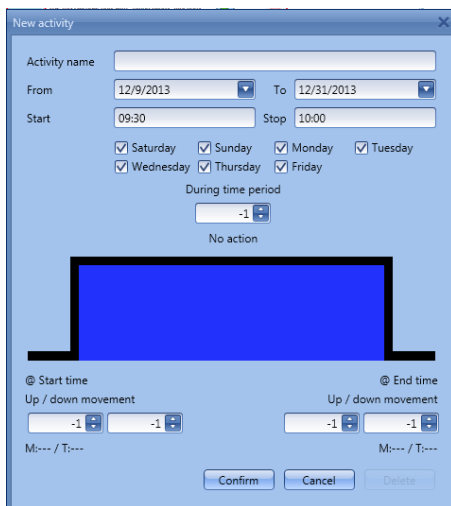 New activity
Activity name
From 12/9/2013 To 12/31/2013
Start 09:30 Stop 10:00
Saturday Sunday Monday Tuesday
Wednesday Thursday Friday
During time period
-1
No action
@ Start time @ End time
Up / down movement Up / down movement
-1 -1 -1 -1
M:--- / T:--- M:--- / T:---
Confirm Cancel Delete